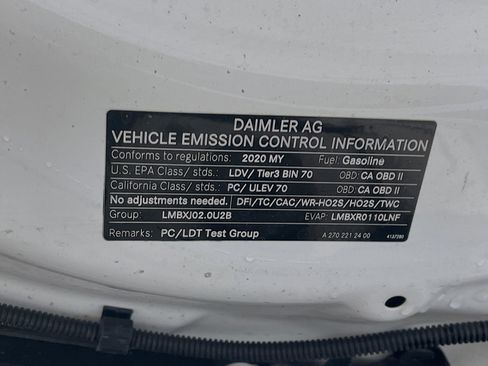 DAIMLER AG
VEHICLE EMISSION CONTROL INFORMATION
Conforms to regulations: 2020 MY Fuel: Gasoline
U.S. EPA Class/ stds: LDV/ Tier3 BIN 70 OBD: CA OBD II
California Class/ stds: PC/ ULEV 70 OBD: CA OBD II
No adjustments needed. DFI/TC/CAC/WR-HO2S/HO2S/TWC
Group: LMBXJ02.0U2B EVAP: LMBXR0110LNF
Remarks: PC/LDT Test Group A 270 221 24 00 4137280